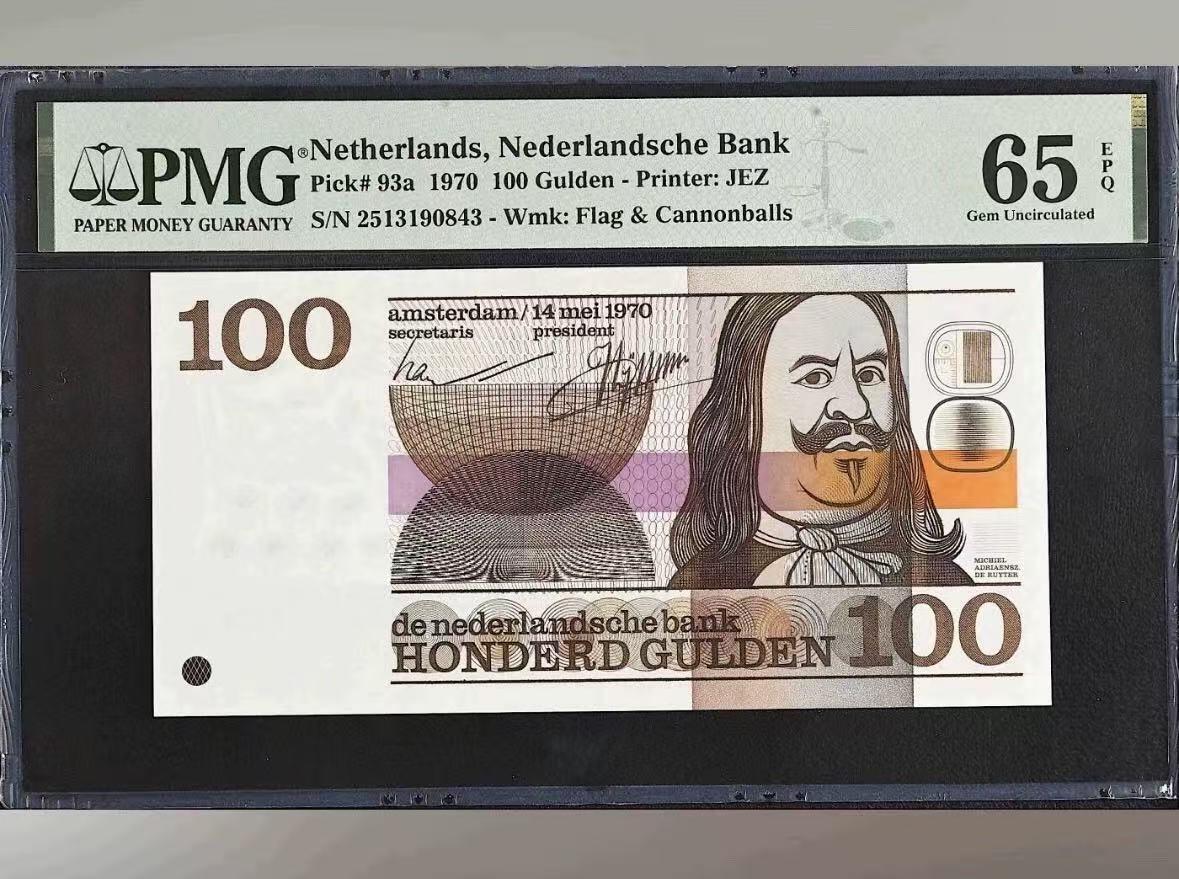 PMG®
PAPER MONEY GUARANTY
Netherlands, Nederlandsche Bank
Pick# 93a 1970 100 Gulden - Printer: JEZ
S/N 2513190843 - Wmk: Flag & Cannonballs
65
EPQ
Gem Uncirculated
100
amsterdam/14 mei 1970
secretaris president
MICHIEL
ADRIAENSZ.
DE RUYTER
de nederlandsche bank
HONDERD GULDEN 100